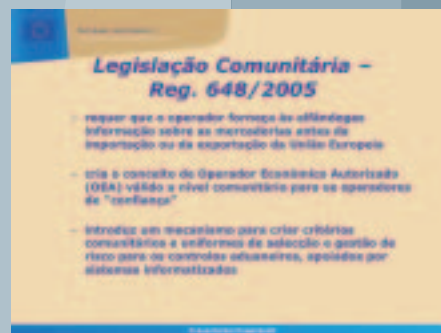 Legislação Comunitária –
Reg. 648/2005
– requer que o operador forneça às alfândegas
informação sobre as mercadorias antes da
importação ou da exportação da União Europeia
– cria o conceito de Operador Económico Autorizado
(OEA) válido a nível comunitário para os operadores
de "confiança"
– introduz um mecanismo para criar critérios
comunitários e uniformes de selecção e gestão de
risco para os controlos aduaneiros, apoiados por
sistemas informatizados